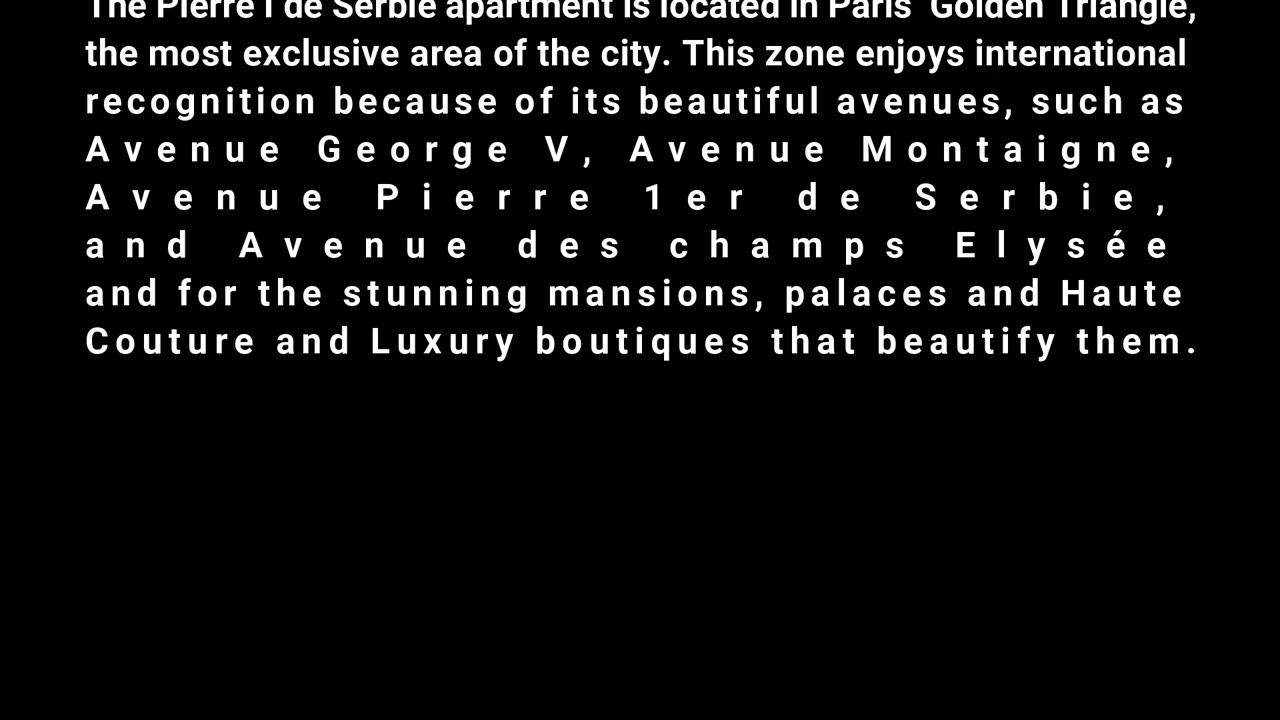 The Pierre I de Serbie apartment is located in Paris' Golden Triangle,
the most exclusive area of the city. This zone enjoys international
recognition because of its beautiful avenues, such as
Avenue George V, Avenue Montaigne,
Avenue Pierre 1er de Serbie,
and Avenue des champs Elysée
and for the stunning mansions, palaces and Haute
Couture and Luxury boutiques that beautify them.